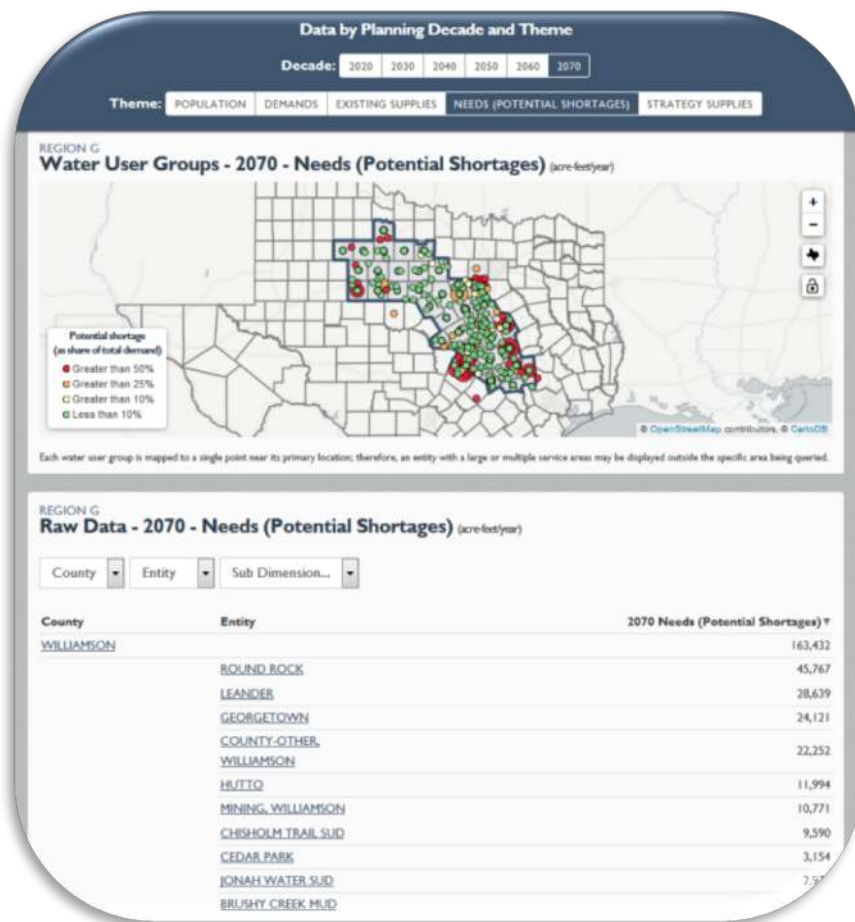 Data by Planning Decade and Theme
Decade: 2020 2030 2040 2050 2060 2070
Theme: POPULATION DEMANDS EXISTING SUPPLIES NEEDS (POTENTIAL SHORTAGES) STRATEGY SUPPLIES
REGION G
Water User Groups - 2070 - Needs (Potential Shortages) (acre-feet/year)
+
−
Potential shortage
(as share of total demand)
Greater than 50%
Greater than 25%
Greater than 10%
Less than 10%
© OpenStreetMap contributors, © CartoDB
Each water user group is mapped to a single point near its primary location; therefore, an entity with a large or multiple service areas may be displayed outside the specific area being queried.
REGION G
Raw Data - 2070 - Needs (Potential Shortages) (acre-feet/year)
County Entity Sub Dimension...
County Entity 2070 Needs (Potential Shortages)
WILLIAMSON 163,432
ROUND ROCK 45,767
LEANDER 28,639
GEORGETOWN 24,121
COUNTY-OTHER,
WILLIAMSON 22,252
HUTTO 11,994
MINING, WILLIAMSON 10,771
CHISHOLM TRAIL SUD 9,590
CEDAR PARK 3,154
JONAH WATER SUD
BRUSHY CREEK MUD